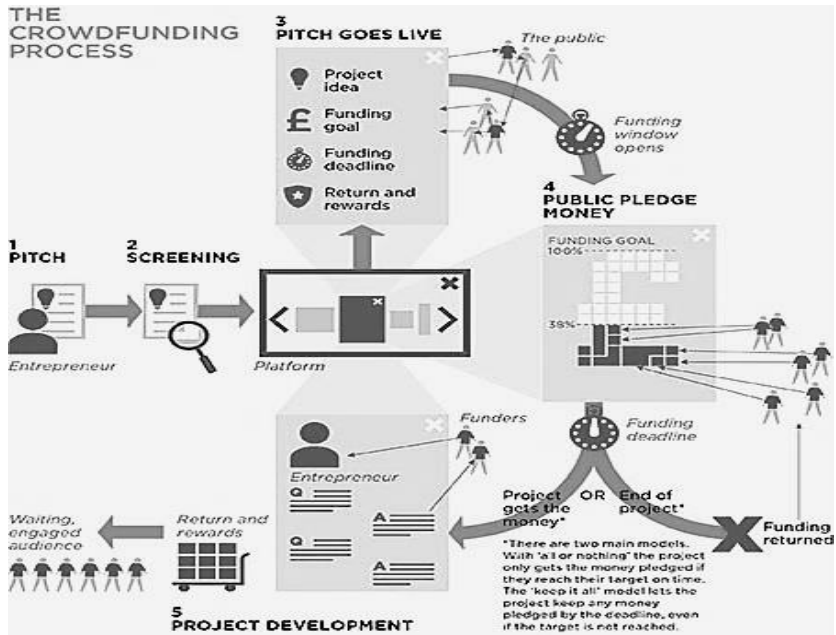 THE
CROWDFUNDING
PROCESS
3
PITCH GOES LIVE
Project
idea
£
Funding
goal
Funding
deadline
Return and
rewards
The public
Funding
window
opens
4
PUBLIC PLEDGE
MONEY
FUNDING GOAL
100%
38%
1
PITCH
2
SCREENING
Entrepreneur
Platform
Funding
deadline
Funders
Entrepreneur
Q
A
Q
A
Project
gets the
money*
OR
End of
project*
Funding
returned
Waiting,
engaged
audience
Return and
rewards
5
PROJECT DEVELOPMENT
*There are two main models.
With 'all or nothing' the project
only gets the money pledged if
they reach their target on time.
The 'keep it all' model lets the
project keep any money
pledged by the deadline, even
if the target is not reached.